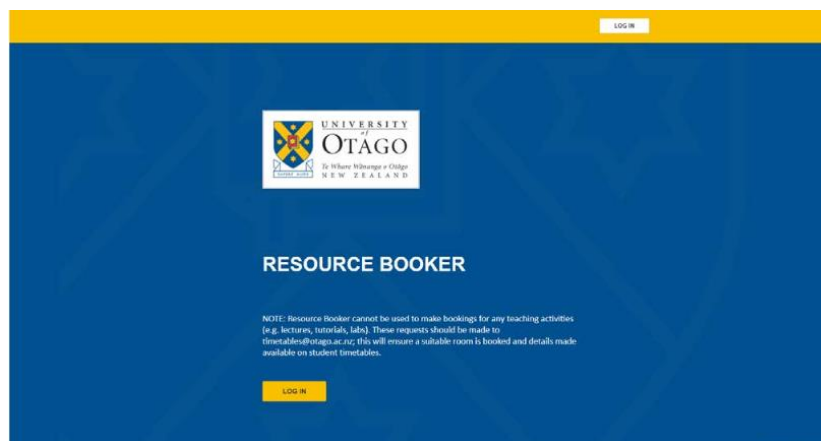 LOG IN
UNIVERSITY
of
OTAGO
Te Whare Wānanga o Otāgo
NEW ZEALAND
RESOURCE BOOKER
NOTE: Resource Booker cannot be used to make bookings for any teaching activities
(e.g. lectures, tutorials, labs). These requests should be made to
timetables@otago.ac.nz; this will ensure a suitable room is booked and details made
available on student timetables.
LOG IN